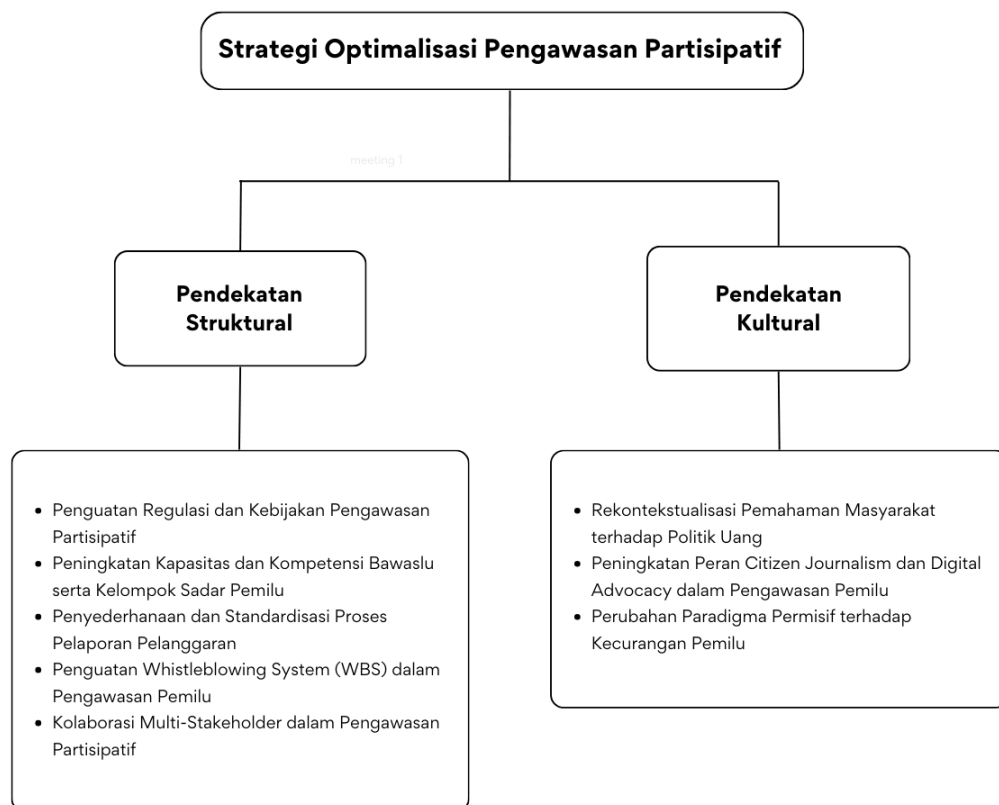 Strategi Optimalisasi Pengawasan Partisipatif
meeting 1
Pendekatan
Struktural
Pendekatan
Kultural
• Penguatan Regulasi dan Kebijakan Pengawasan
Partisipatif
• Peningkatan Kapasitas dan Kompetensi Bawaslu
serta Kelompok Sadar Pemilu
• Penyederhanaan dan Standardisasi Proses
Pelaporan Pelanggaran
• Penguatan Whistleblowing System (WBS) dalam
Pengawasan Pemilu
• Kolaborasi Multi-Stakeholder dalam Pengawasan
Partisipatif
• Rekontekstualisasi Pemahaman Masyarakat
terhadap Politik Uang
• Peningkatan Peran Citizen Journalism dan Digital
Advocacy dalam Pengawasan Pemilu
• Perubahan Paradigma Permisif terhadap
Kecurangan Pemilu